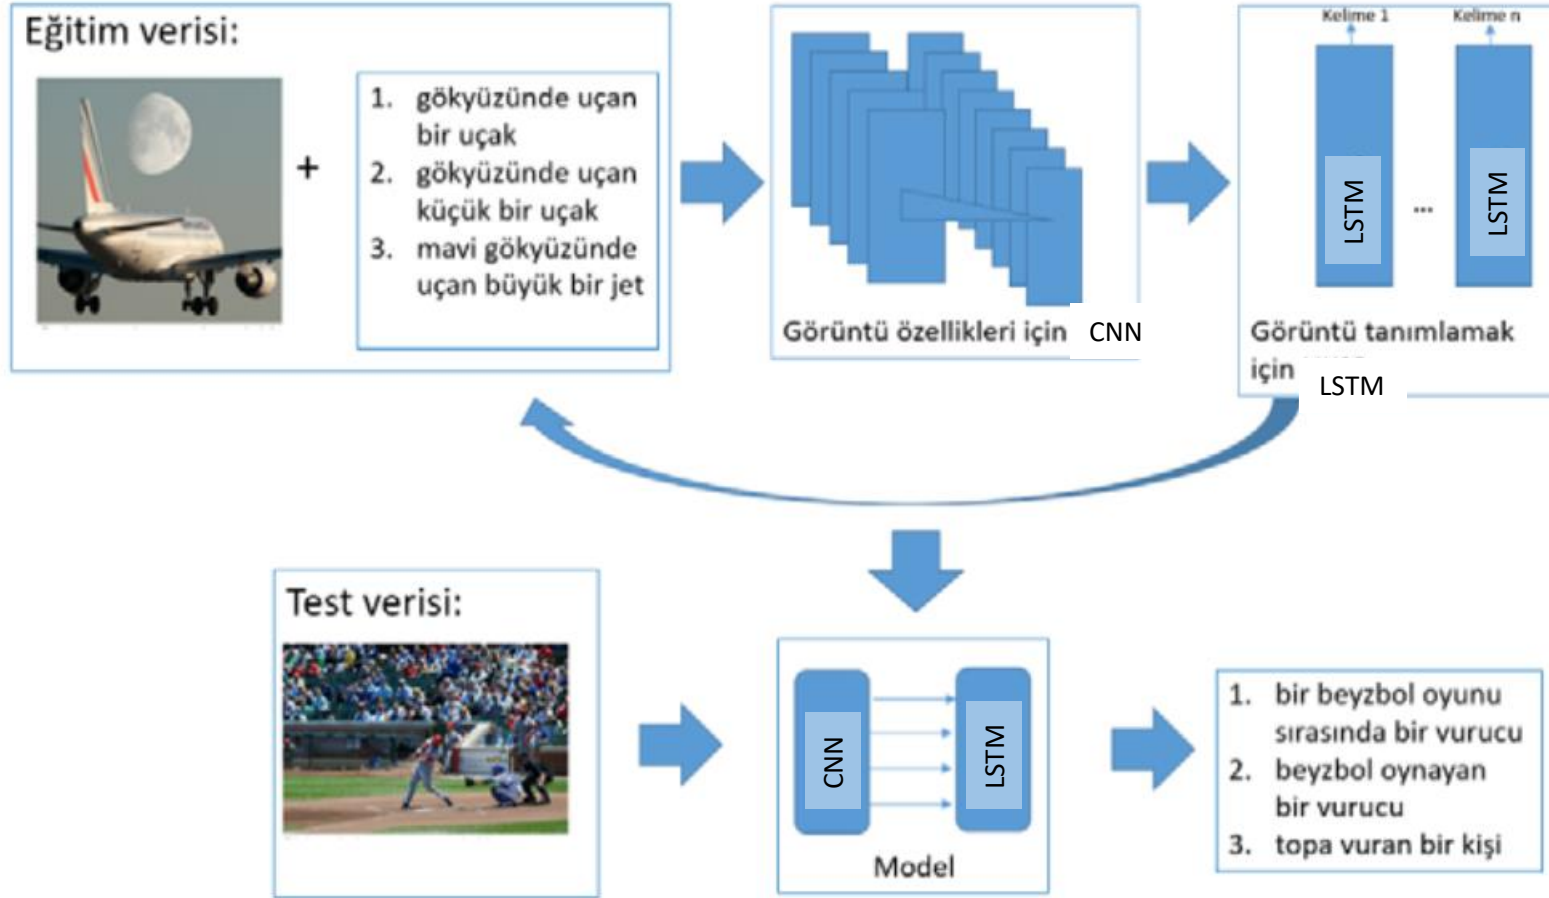 Eğitim verisi:
+
1. gökyüzünde uçan
bir uçak
2. gökyüzünde uçan
küçük bir uçak
3. mavi gökyüzünde
uçan büyük bir jet
Görüntü özellikleri için CNN
Kelime 1
Kelime n
LSTM
...
LSTM
Görüntü tanımlamak
için
LSTM
Test verisi:
CNN
LSTM
Model
1. bir beyzbol oyunu
sırasında bir vurucu
2. beyzbol oynayan
bir vurucu
3. topa vuran bir kişi